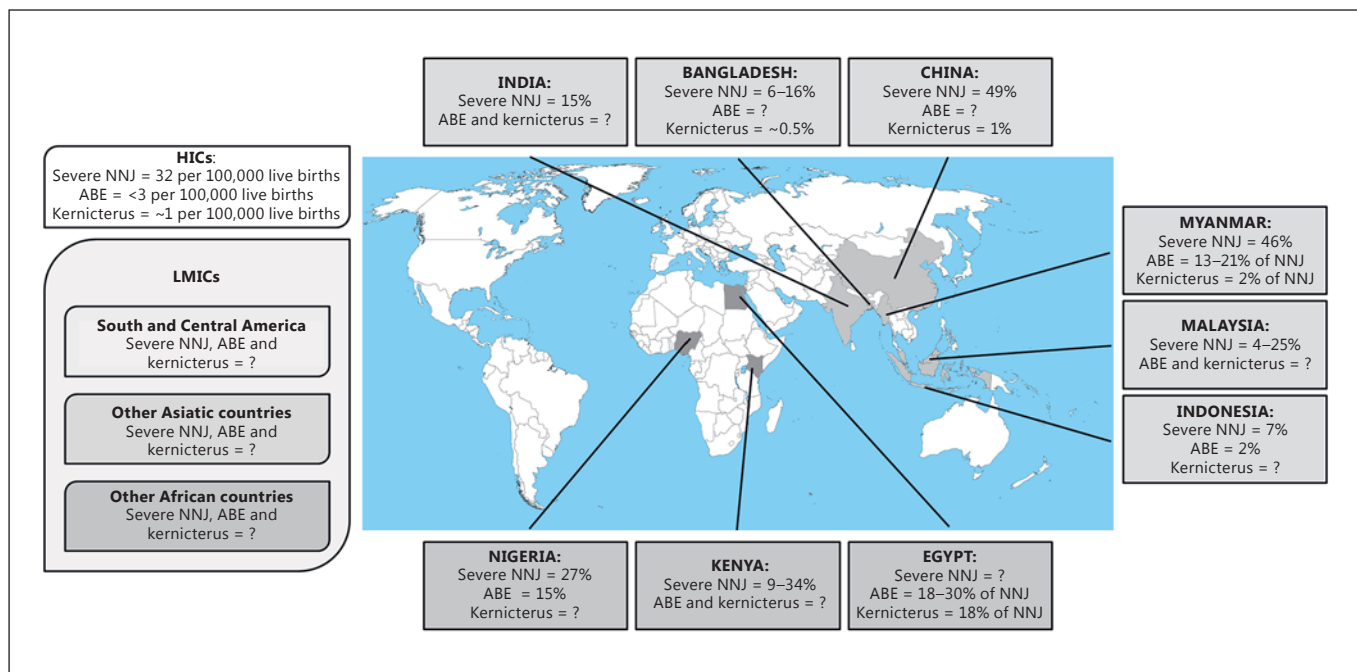 INDIA:
Severe NNJ = 15%
ABE and kernicterus = ?
BANGLADESH:
Severe NNJ = 6–16%
ABE = ?
Kernicterus = ~0.5%
CHINA:
Severe NNJ = 49%
ABE = ?
Kernicterus = 1%
HICs:
Severe NNJ = 32 per 100,000 live births
ABE = <3 per 100,000 live births
Kernicterus = ~1 per 100,000 live births
LMICs
South and Central America
Severe NNJ, ABE and
kernicterus = ?
Other Asiatic countries
Severe NNJ, ABE and
kernicterus = ?
Other African countries
Severe NNJ, ABE and
kernicterus = ?
MYANMAR:
Severe NNJ = 46%
ABE = 13–21% of NNJ
Kernicterus = 2% of NNJ
MALAYSIA:
Severe NNJ = 4–25%
ABE and kernicterus = ?
INDONESIA:
Severe NNJ = 7%
ABE = 2%
Kernicterus = ?
NIGERIA:
Severe NNJ = 27%
ABE = 15%
Kernicterus = ?
KENYA:
Severe NNJ = 9–34%
ABE and kernicterus = ?
EGYPT:
Severe NNJ = ?
ABE = 18–30% of NNJ
Kernicterus = 18% of NNJ